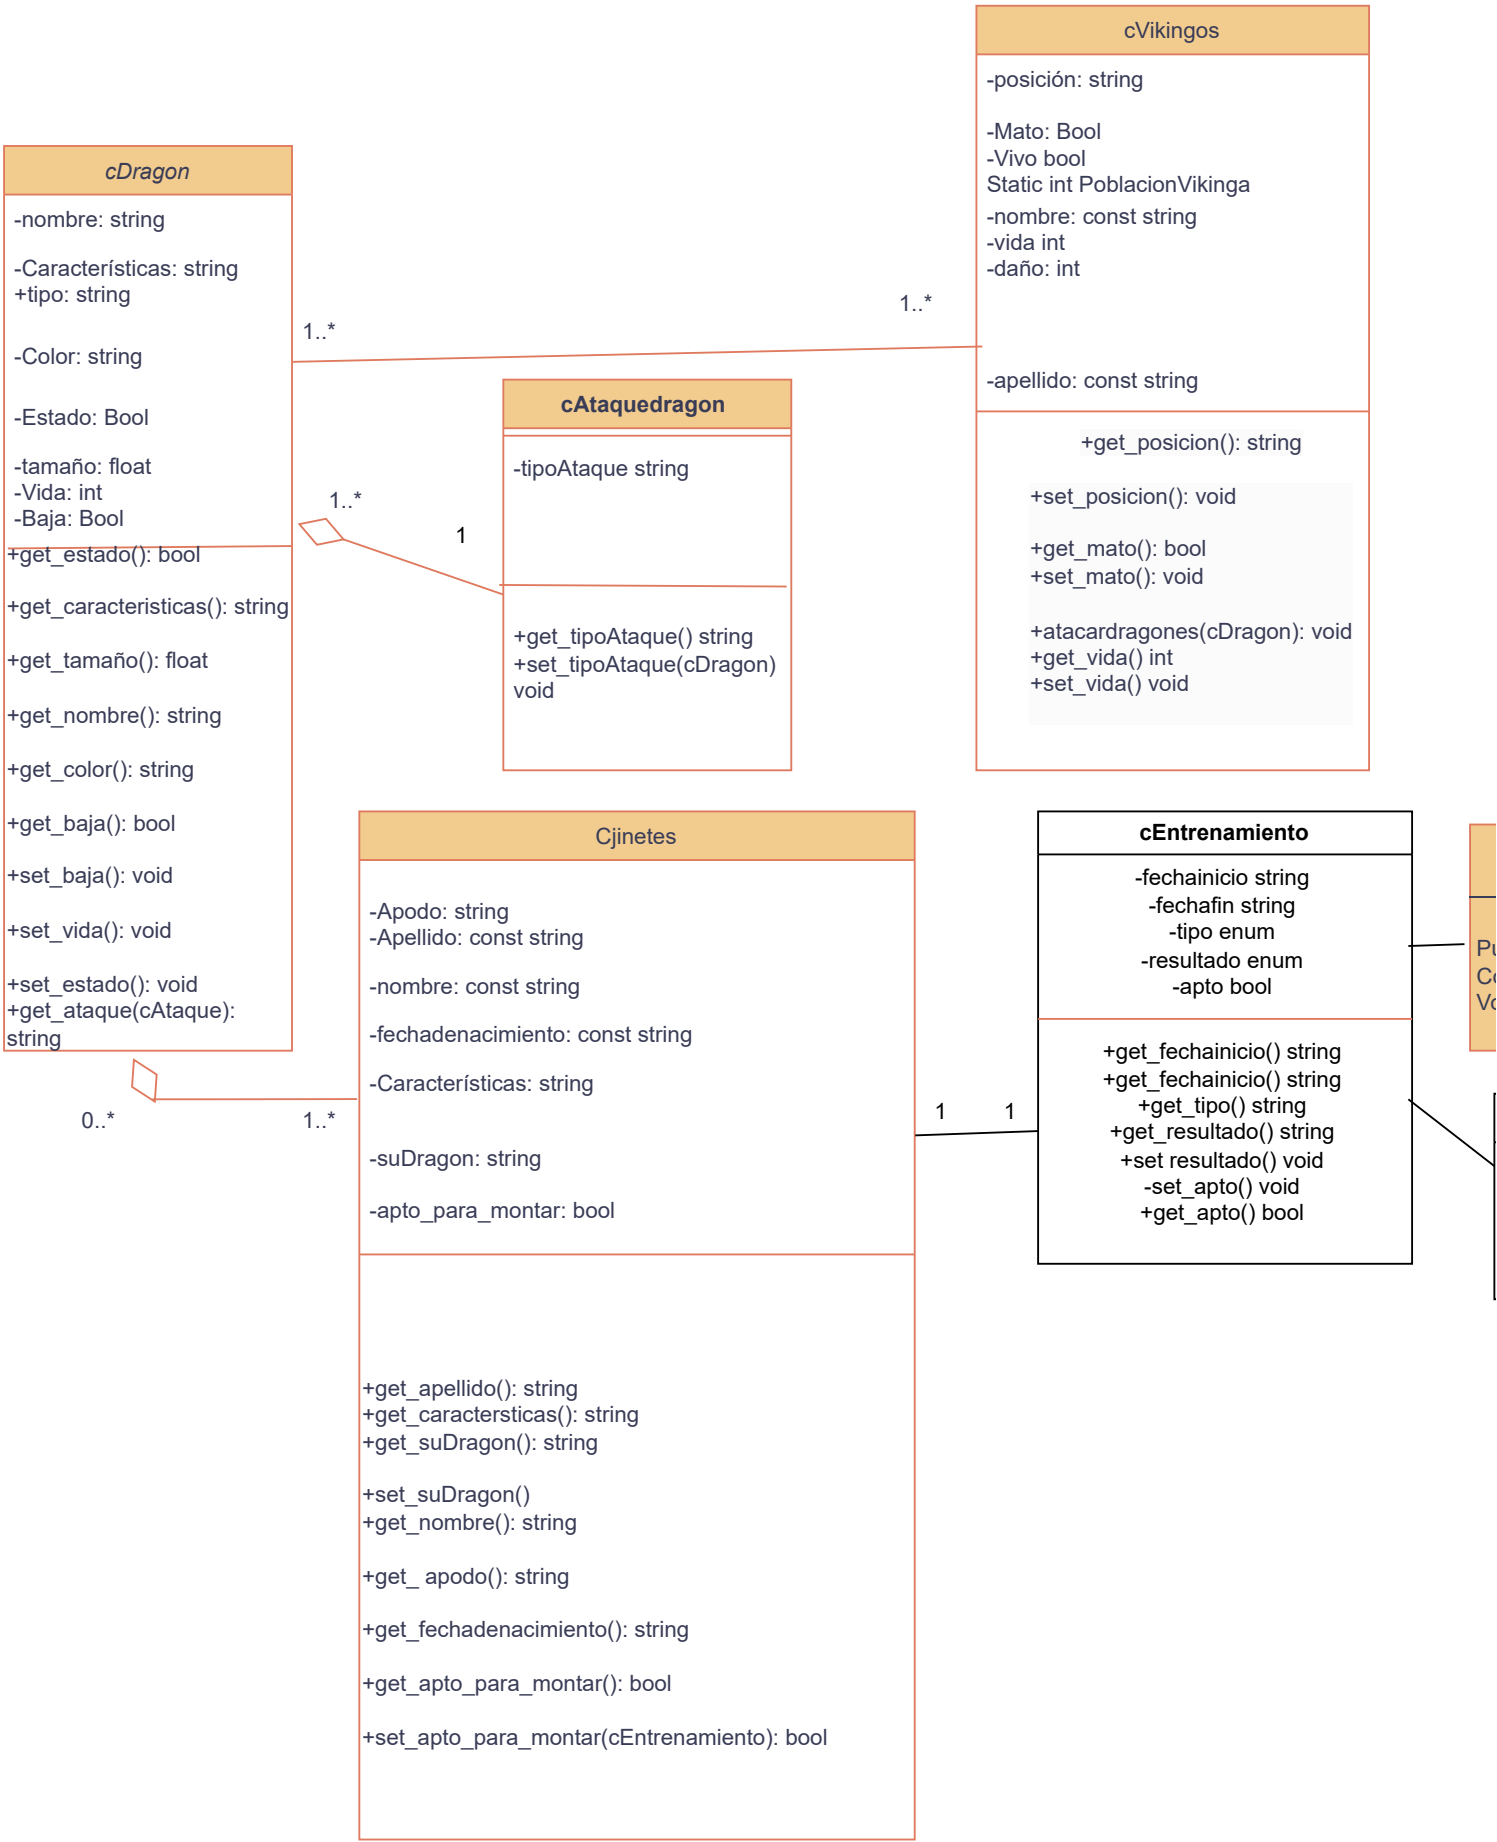 cVikingos
-posición: string
-Mato: Bool
-Vivo bool
Static int PoblacionVikinga
-nombre: const string
-vida int
-daño: int
-apellido: const string
+get_posicion(): string
+set_posicion(): void
+get_mato(): bool
+set_mato(): void
+atacardragones(cDragon): void
+get_vida() int
+set_vida() void
cDragon
-nombre: string
-Características: string
+tipo: string
-Color: string
-Estado: Bool
-tamaño: float
-Vida: int
-Baja: Bool
+get_estado(): bool
+get_caracteristicas(): string
+get_tamaño(): float
+get_nombre(): string
+get_color(): string
+get_baja(): bool
+set_baja(): void
+set_vida(): void
+set_estado(): void
+get_ataque(cAtaque):
string
1..*
1..*
1..*
1
cAtaquedragon
-tipoAtaque string
+get_tipoAtaque() string
+set_tipoAtaque(cDragon)
void
0..*
1..*
Cjinetes
-Apodo: string
-Apellido: const string
-nombre: const string
-fechadenacimiento: const string
-Características: string
-suDragon: string
-apto_para_montar: bool
+get_apellido(): string
+get_caractersticas(): string
+get_suDragon(): string
+set_suDragon()
+get_nombre(): string
+get_ apodo(): string
+get_fechadenacimiento(): string
+get_apto_para_montar(): bool
+set_apto_para_montar(cEntrenamiento): bool
1
1
cEntrenamiento
-fechainicio string
-fechafin string
-tipo enum
-resultado enum
-apto bool
+get_fechainicio() string
+get_fechainicio() string
+get_tipo() string
+get_resultado() string
+set resultado() void
-set_apto() void
+get_apto() bool